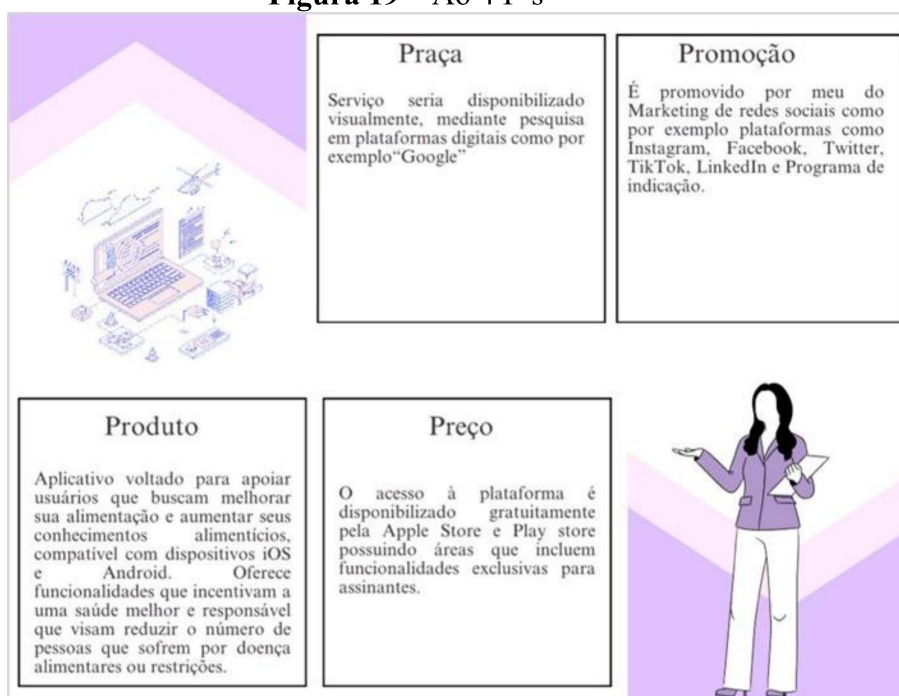 Praça
Serviço seria disponibilizado
visualmente, mediante pesquisa
em plataformas digitais como por
exemplo“Google”
Promoção
É promovido por meu do
Marketing de redes sociais como
por exemplo plataformas como
Instagram, Facebook, Twitter,
TikTok, LinkedIn e Programa de
indicação.
Produto
Aplicativo voltado para apoiar
usuários que buscam melhorar
sua alimentação e aumentar seus
conhecimentos alimentícios,
compatível com dispositivos iOS
e Android. Oferece
funcionalidades que incentivam a
uma saúde melhor e responsável
que visam reduzir o número de
pessoas que sofrem por doença
alimentares ou restrições.
Preço
O acesso à plataforma é
disponibilizado gratuitamente
pela Apple Store e Play store
possuindo áreas que incluem
funcionalidades exclusivas para
assinantes.